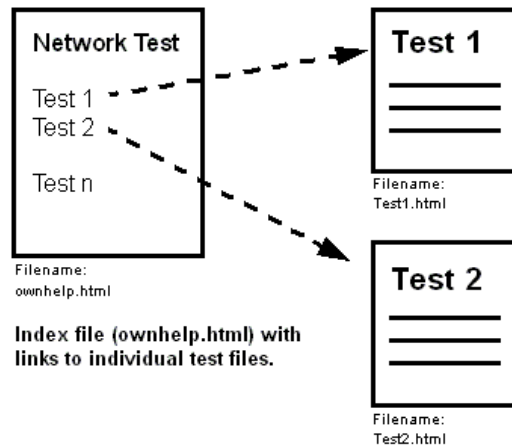 Network Test
Test 1
Test 2
Test n
Filename:
ownhelp.html
Index file (ownhelp.html) with
links to individual test files.
Test 1
Filename:
Test1.html
Test 2
Filename:
Test2.html